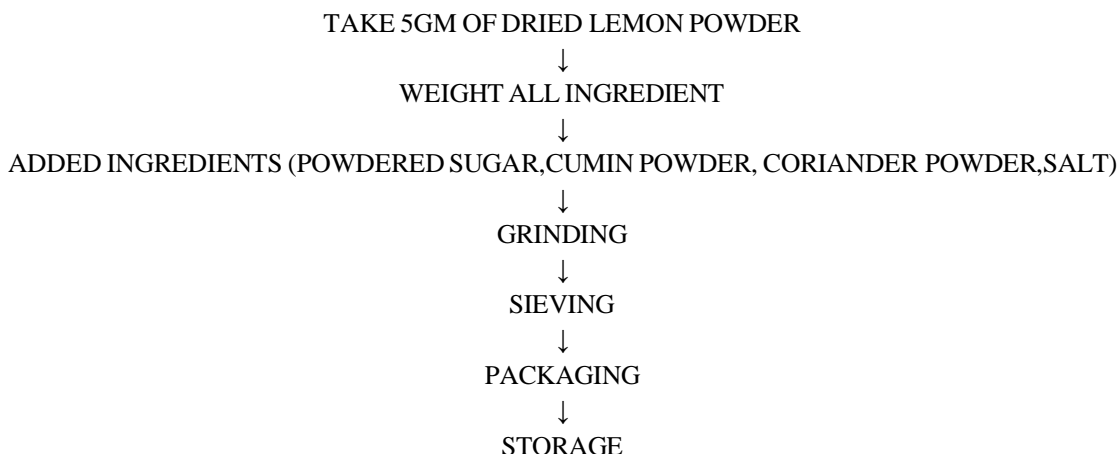 TAKE 5GM OF DRIED LEMON POWDER
↓
WEIGHT ALL INGREDIENT
↓
ADDED INGREDIENTS (POWDERED SUGAR,CUMIN POWDER, CORIANDER POWDER,SALT)
↓
GRINDING
↓
SIEVING
↓
PACKAGING
↓
STORAGE